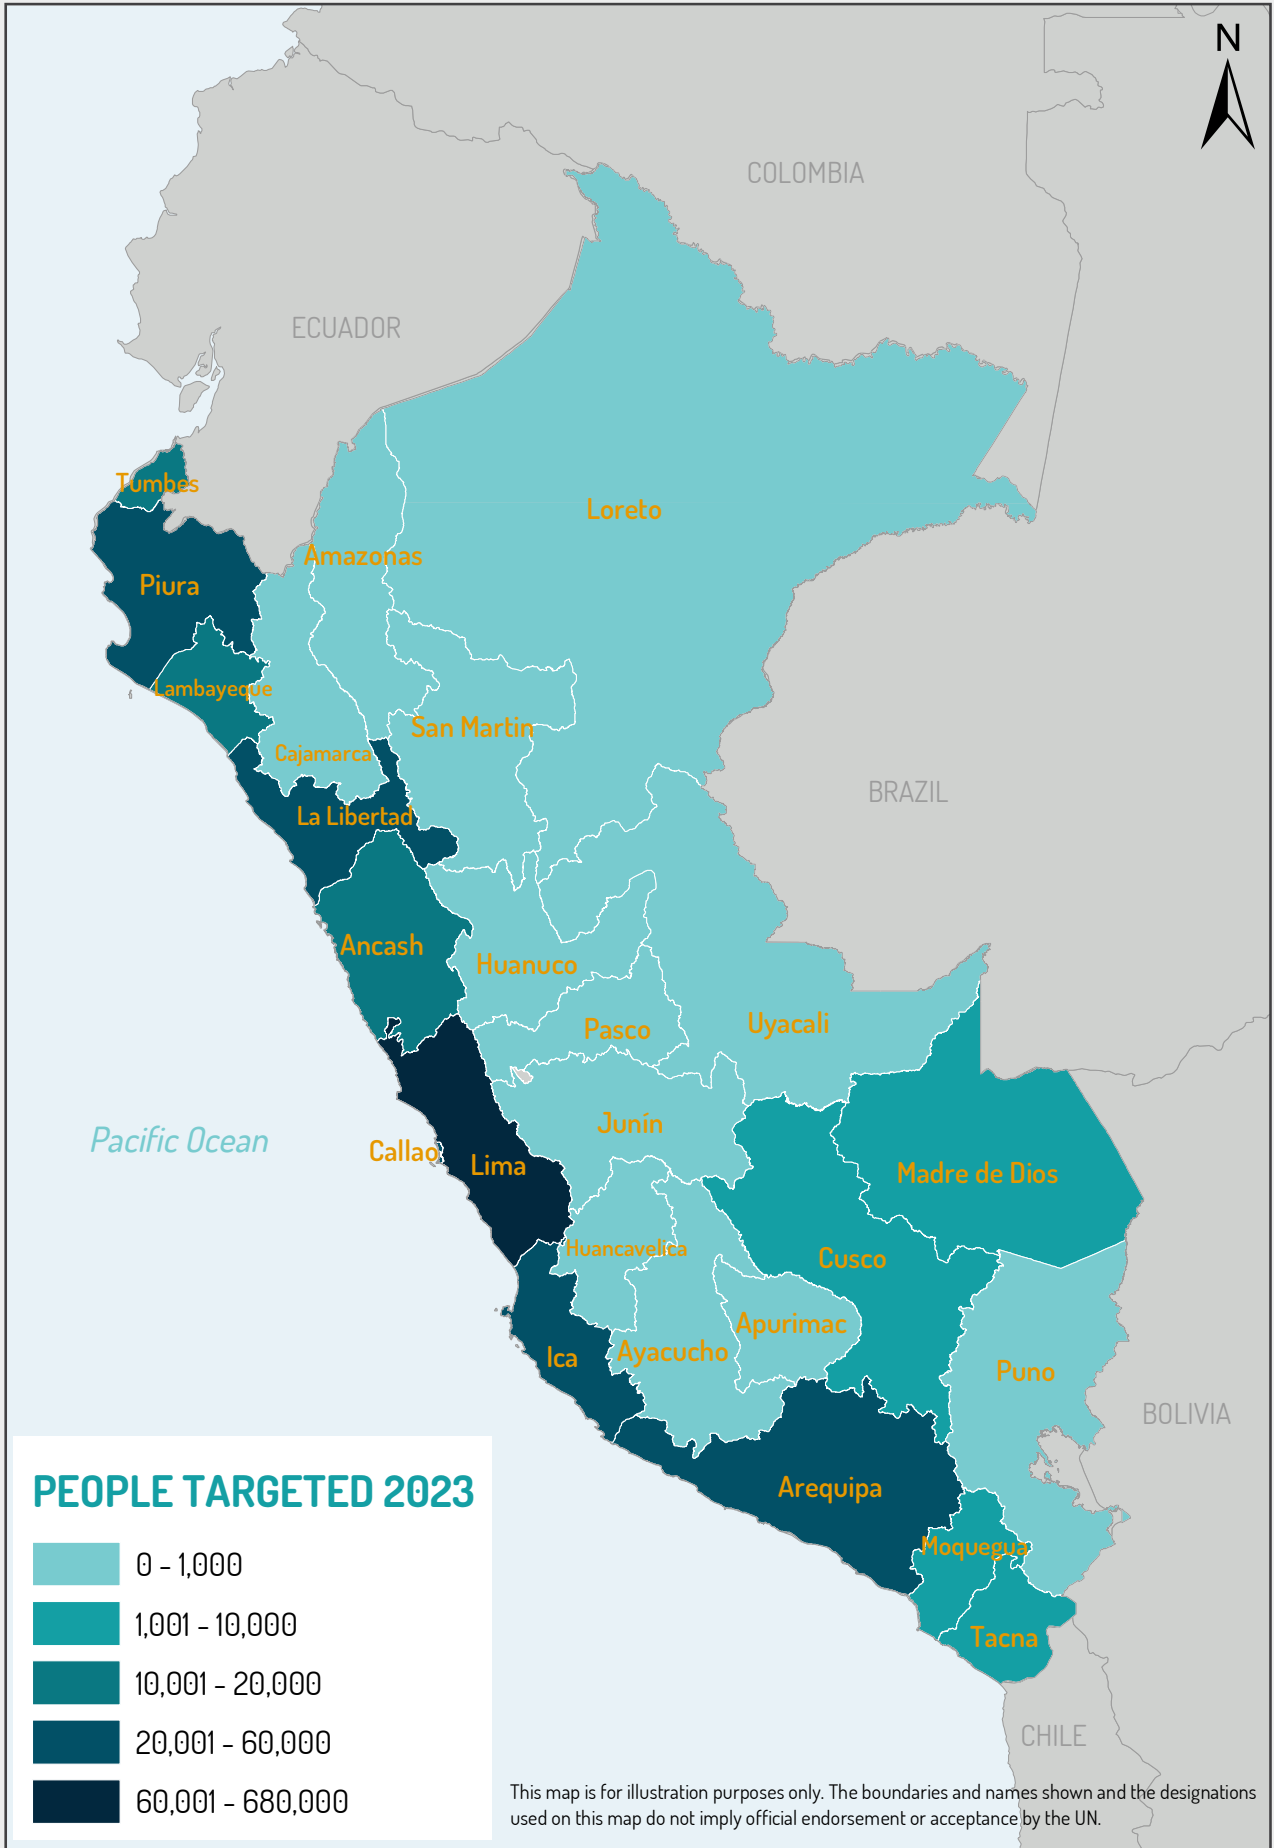 N
COLOMBIA
ECUADOR
Tumbes
Loreto
Amazonas
Piura
Lambayeque
San Martin
Cajamarca
BRAZIL
La Libertad
Ancash
Huanuco
Uyacali
Pasco
Junín
Pacific Ocean
Callao
Lima
Madre de Dios
Huancavelica
Cusco
Apurimac
Ayacucho
Ica
Puno
BOLIVIA
Arequipa
Moquegua
Tacna
CHILE
PEOPLE TARGETED 2023
0 - 1,000
1,001 - 10,000
10,001 - 20,000
20,001 - 60,000
60,001 - 680,000
This map is for illustration purposes only. The boundaries and names shown and the designations
used on this map do not imply official endorsement or acceptance by the UN.